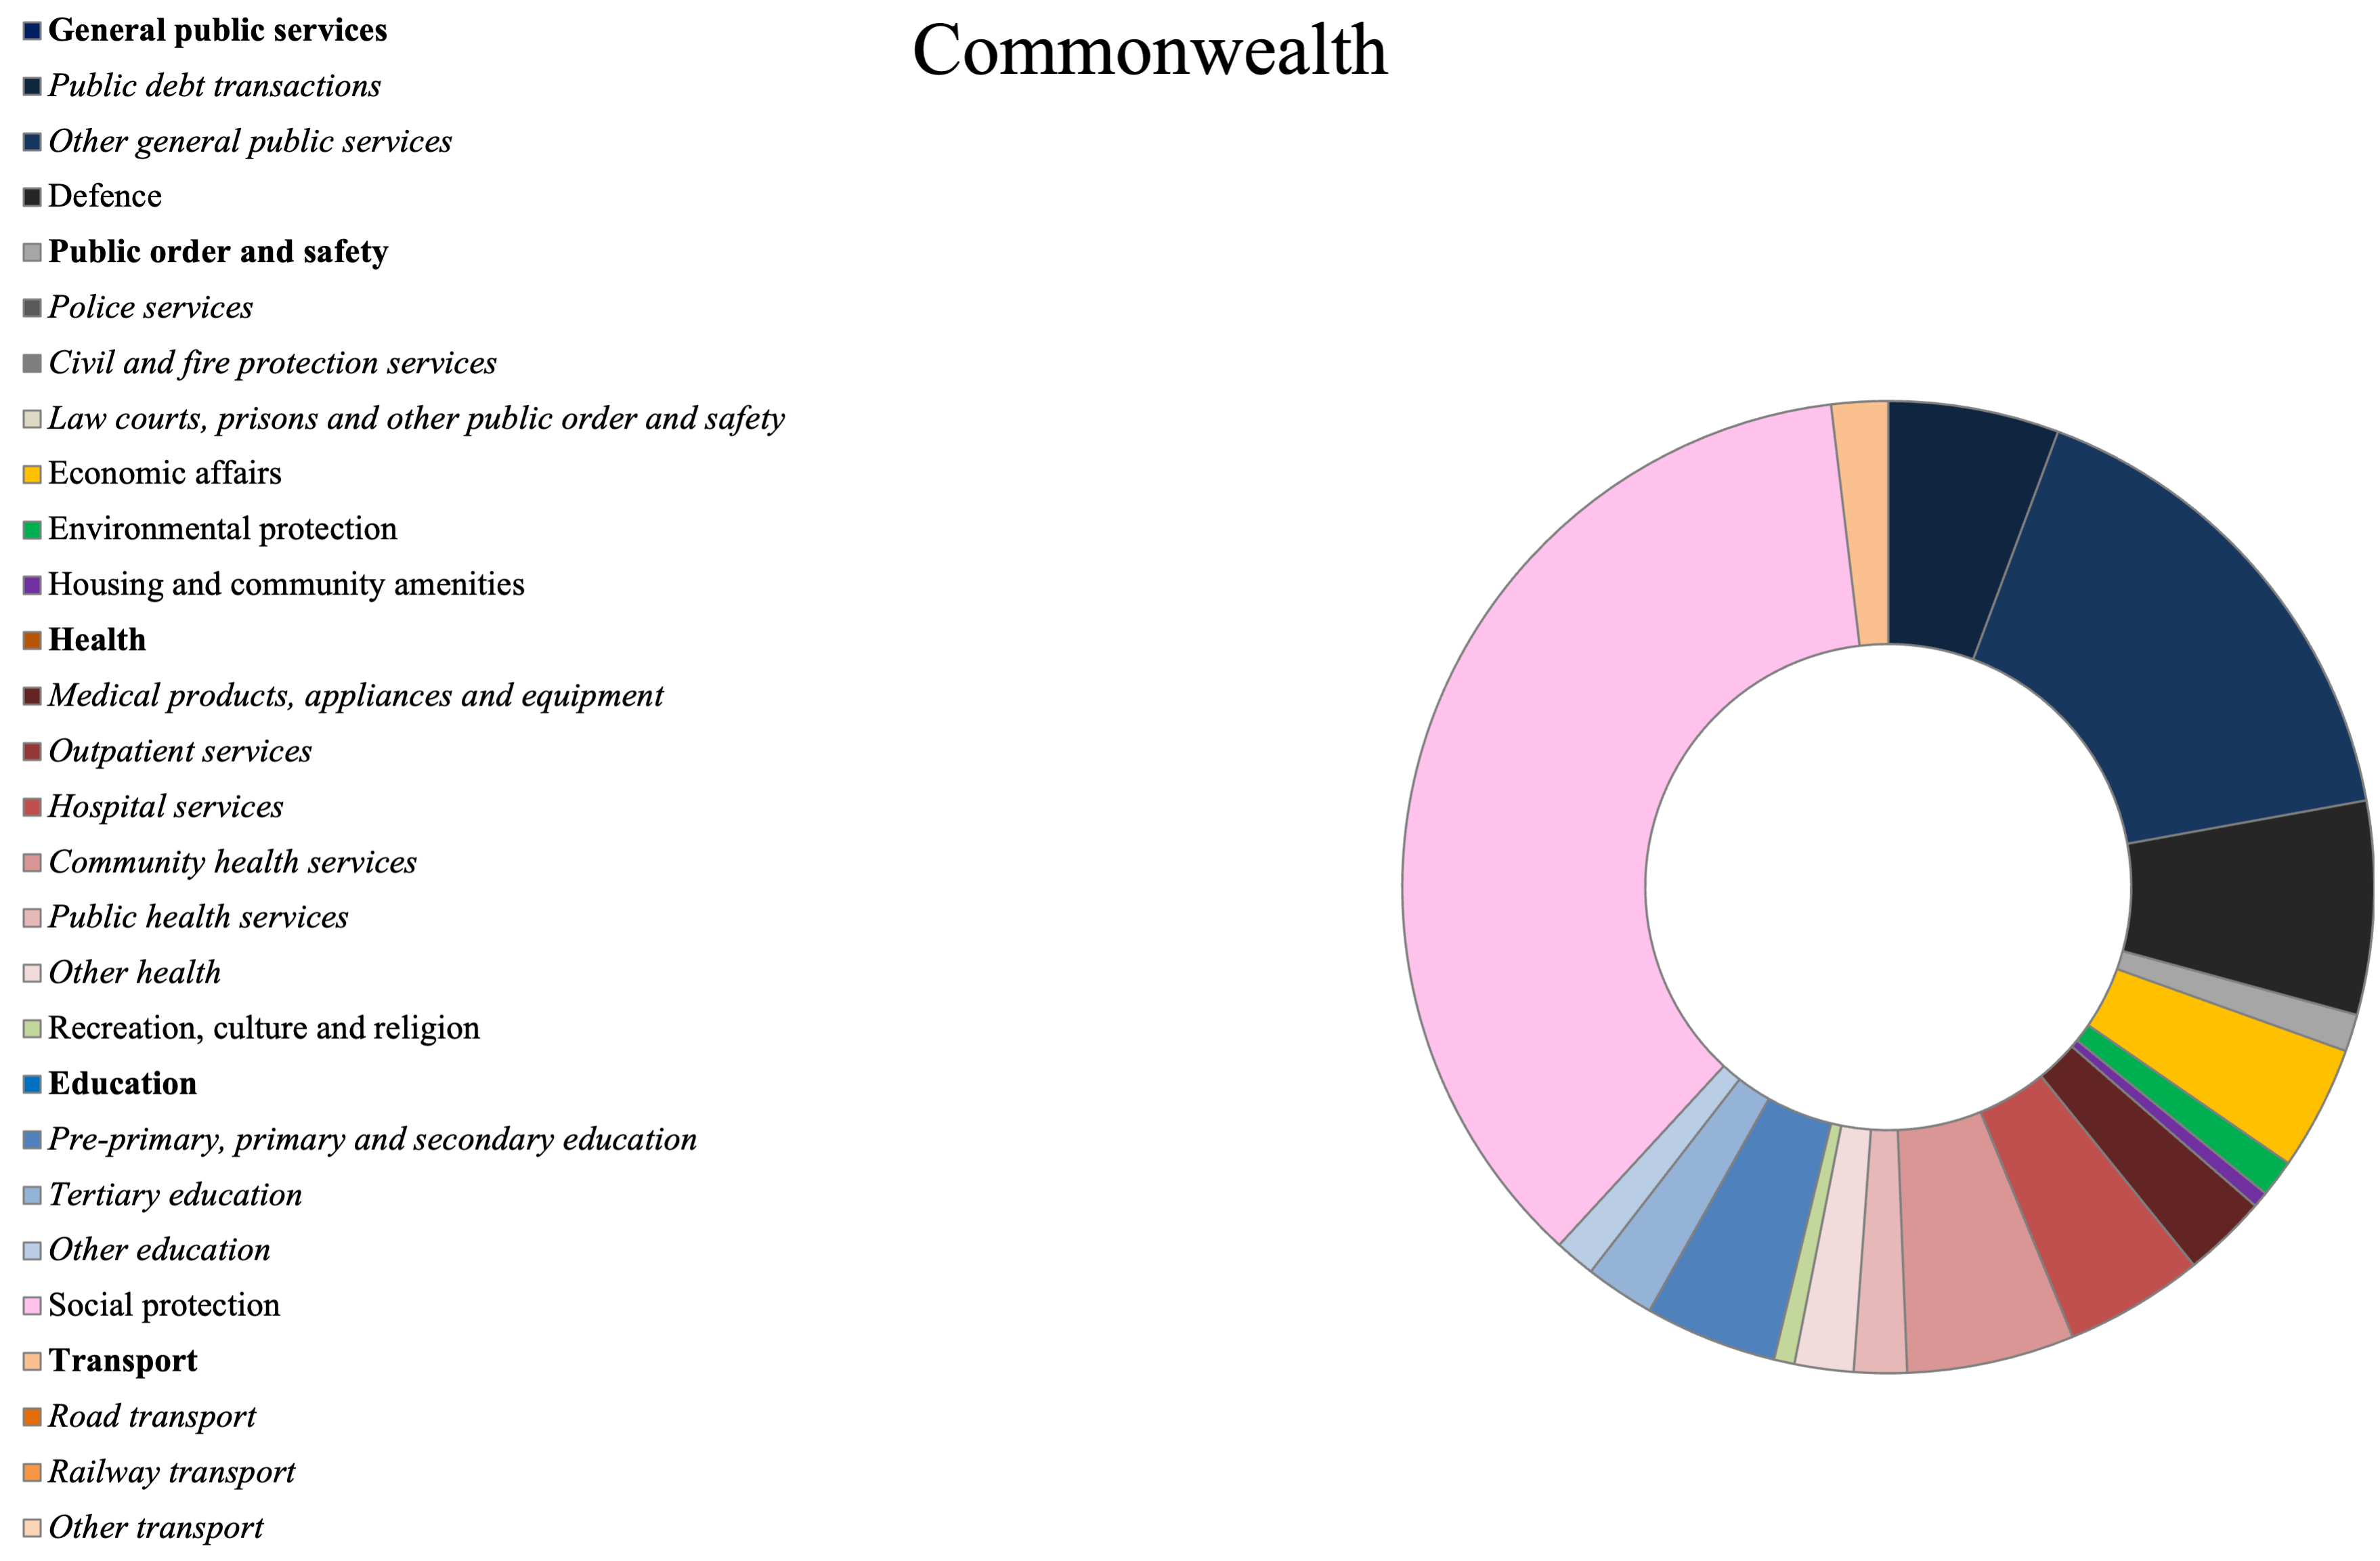 Commonwealth
General public services
Public debt transactions
Other general public services
Defence
Public order and safety
Police services
Civil and fire protection services
Law courts, prisons and other public order and safety
Economic affairs
Environmental protection
Housing and community amenities
Health
Medical products, appliances and equipment
Outpatient services
Hospital services
Community health services
Public health services
Other health
Recreation, culture and religion
Education
Pre-primary, primary and secondary education
Tertiary education
Other education
Social protection
Transport
Road transport
Railway transport
Other transport